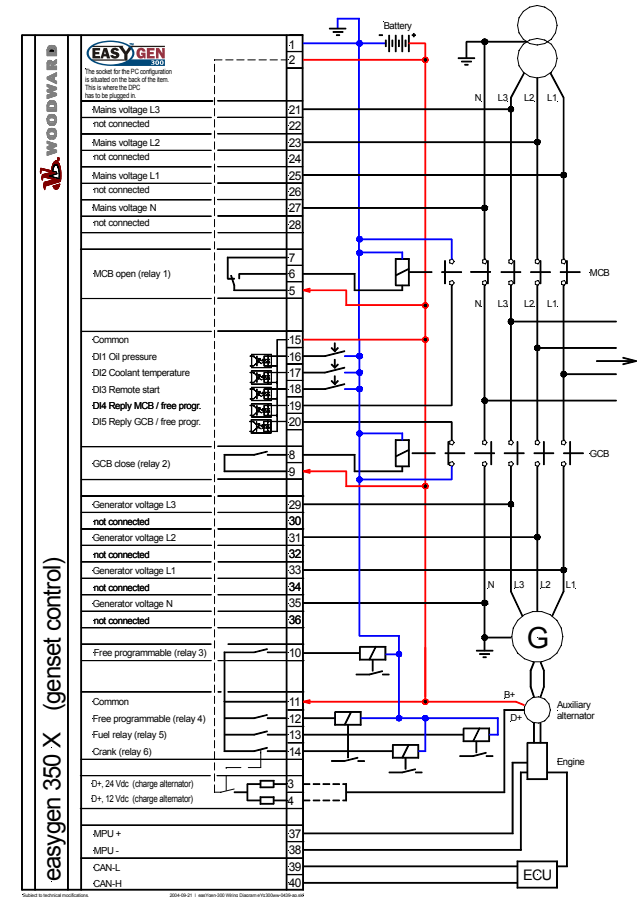 WOODWARD
easygen 350 X (genset control)
EASYGEN
300
The socket for the PC configuration
is situated on the back of the item.
This is where the DPC
has to be plugged in.
1
2
Battery
N L3 L2 L1
Mains voltage L3 21
not connected 22
Mains voltage L2 23
not connected 24
Mains voltage L1 25
not connected 26
Mains voltage N 27
not connected 28
7
MCB open (relay 1) 6
5
MCB
N L3 L2 L1
Common 15
DI1 Oil pressure 16
DI2 Coolant temperature 17
DI3 Remote start 18
DI4 Reply MCB / free progr. 19
DI5 Reply GCB / free progr. 20
8
GCB close (relay 2)
9
GCB
Generator voltage L3 29
not connected 30
Generator voltage L2 31
not connected 32
Generator voltage L1 33
not connected 34
Generator voltage N 35
not connected 36
N L3 L2 L1
G
Free programmable (relay 3) 10
Common 11
Free programmable (relay 4) 12
Fuel relay (relay 5) 13
Crank (relay 6) 14
B+
D+
Auxiliary
alternator
Engine
D+, 24 Vdc (charge alternator) 3
D+, 12 Vdc (charge alternator) 4
MPU + 37
MPU - 38
CAN-L 39
CAN-H 40
ECU
Subject to technical modifications.